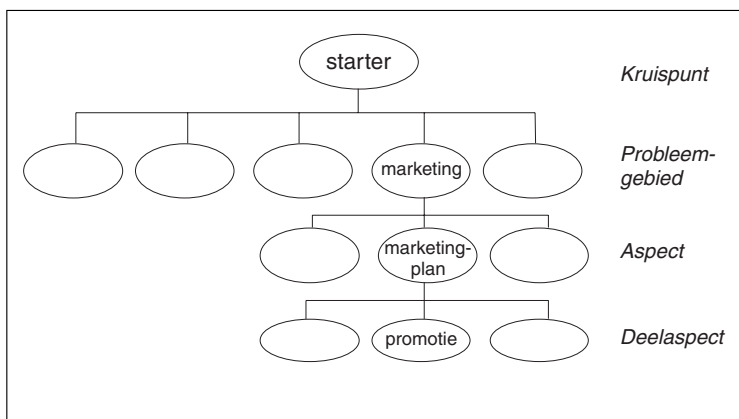 starter
Kruispunt
marketing
Probleem-
gebied
marketing-
plan
Aspect
promotie
Deelaspect